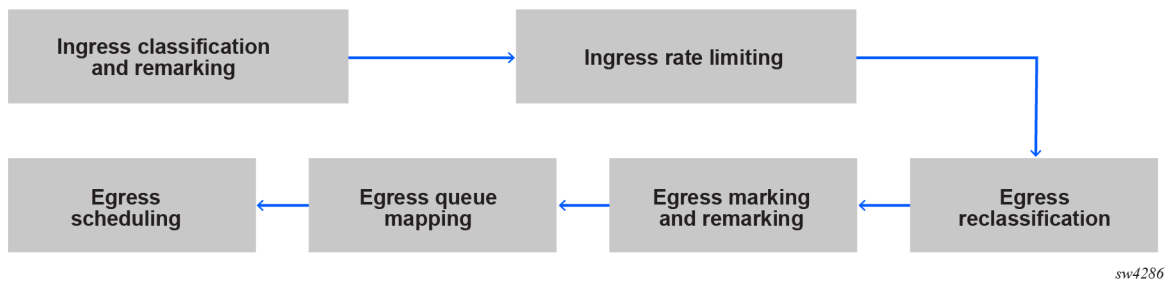 Ingress classification
and remarking
Ingress rate limiting
Egress
reclassification
Egress marking
and remarking
Egress queue
mapping
Egress
scheduling
sw4286